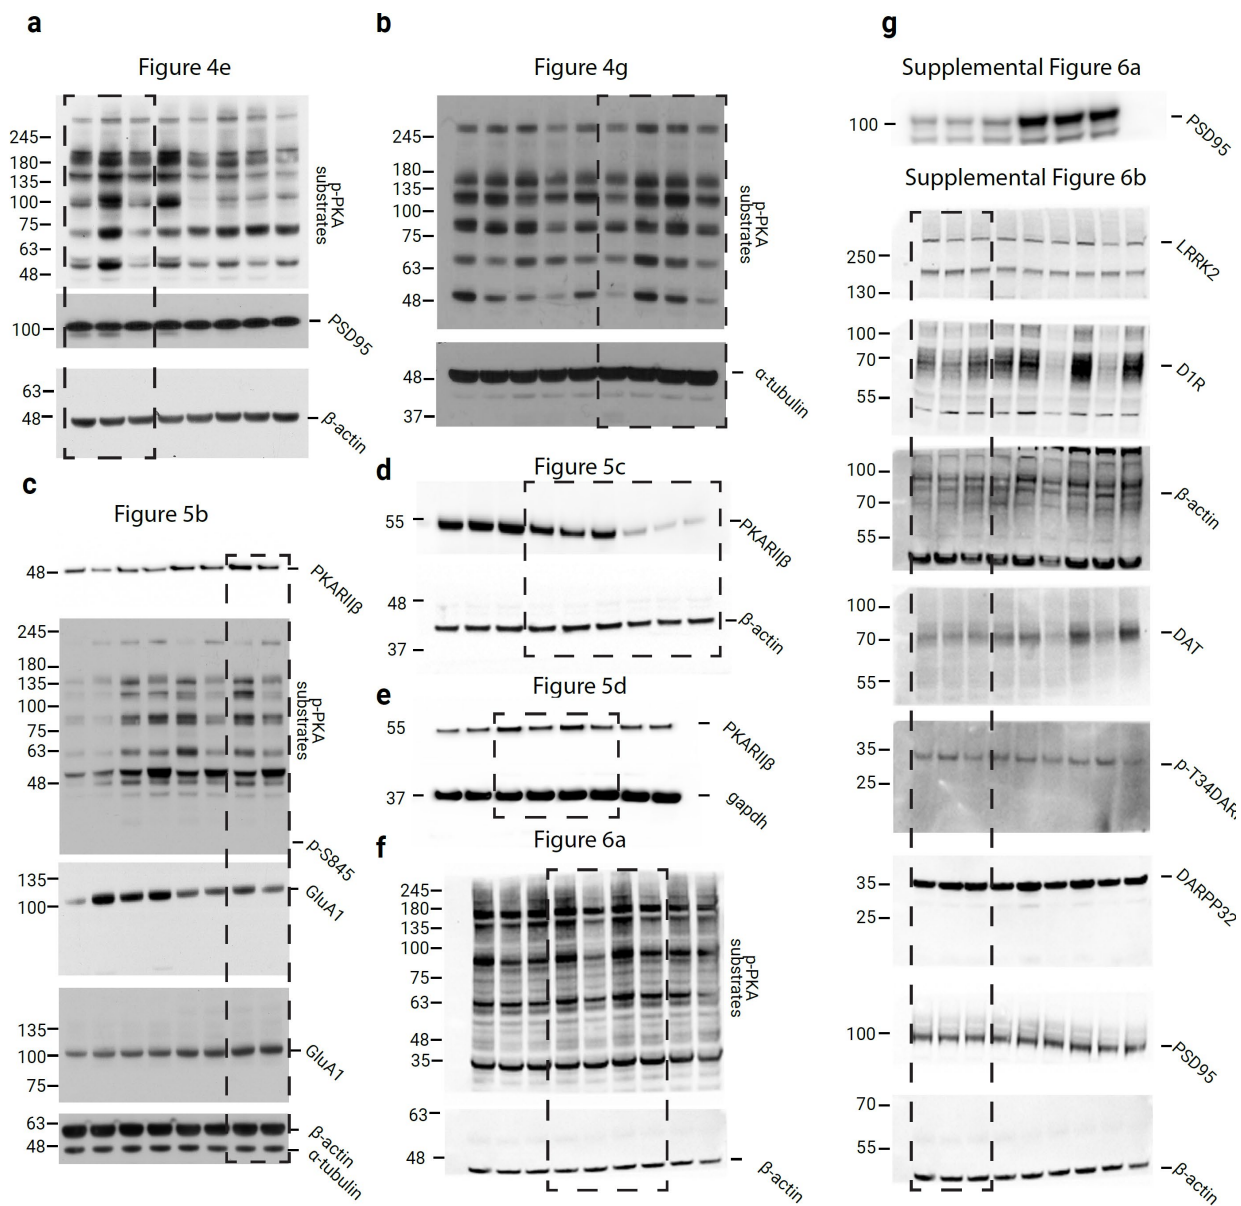 a
Figure 4e
245
180
135
100
75
63
48
p-PKA
substrates
100
PSD95
63
48
β-actin
b
Figure 4g
245
180
135
100
75
63
48
p-PKA
substrates
48
37
α-tubulin
c
Figure 5b
48
PKARIIβ
245
180
135
100
75
63
48
p-PKA
substrates
p-S845
135
100
GluA1
135
100
75
GluA1
63
48
β-actin
α-tubulin
d
Figure 5c
55
PKARIIβ
48
37
β-actin
e
Figure 5d
55
PKARIIβ
37
gapdh
f
Figure 6a
245
180
135
100
75
63
48
35
p-PKA
substrates
63
48
β-actin
g
Supplemental Figure 6a
100
PSD95
Supplemental Figure 6b
250
130
LRRK2
100
70
55
D1R
100
70
55
β-actin
100
70
55
DAT
35
25
p-T34DAR
35
25
DARPP32
100
PSD95
70
55
β-actin